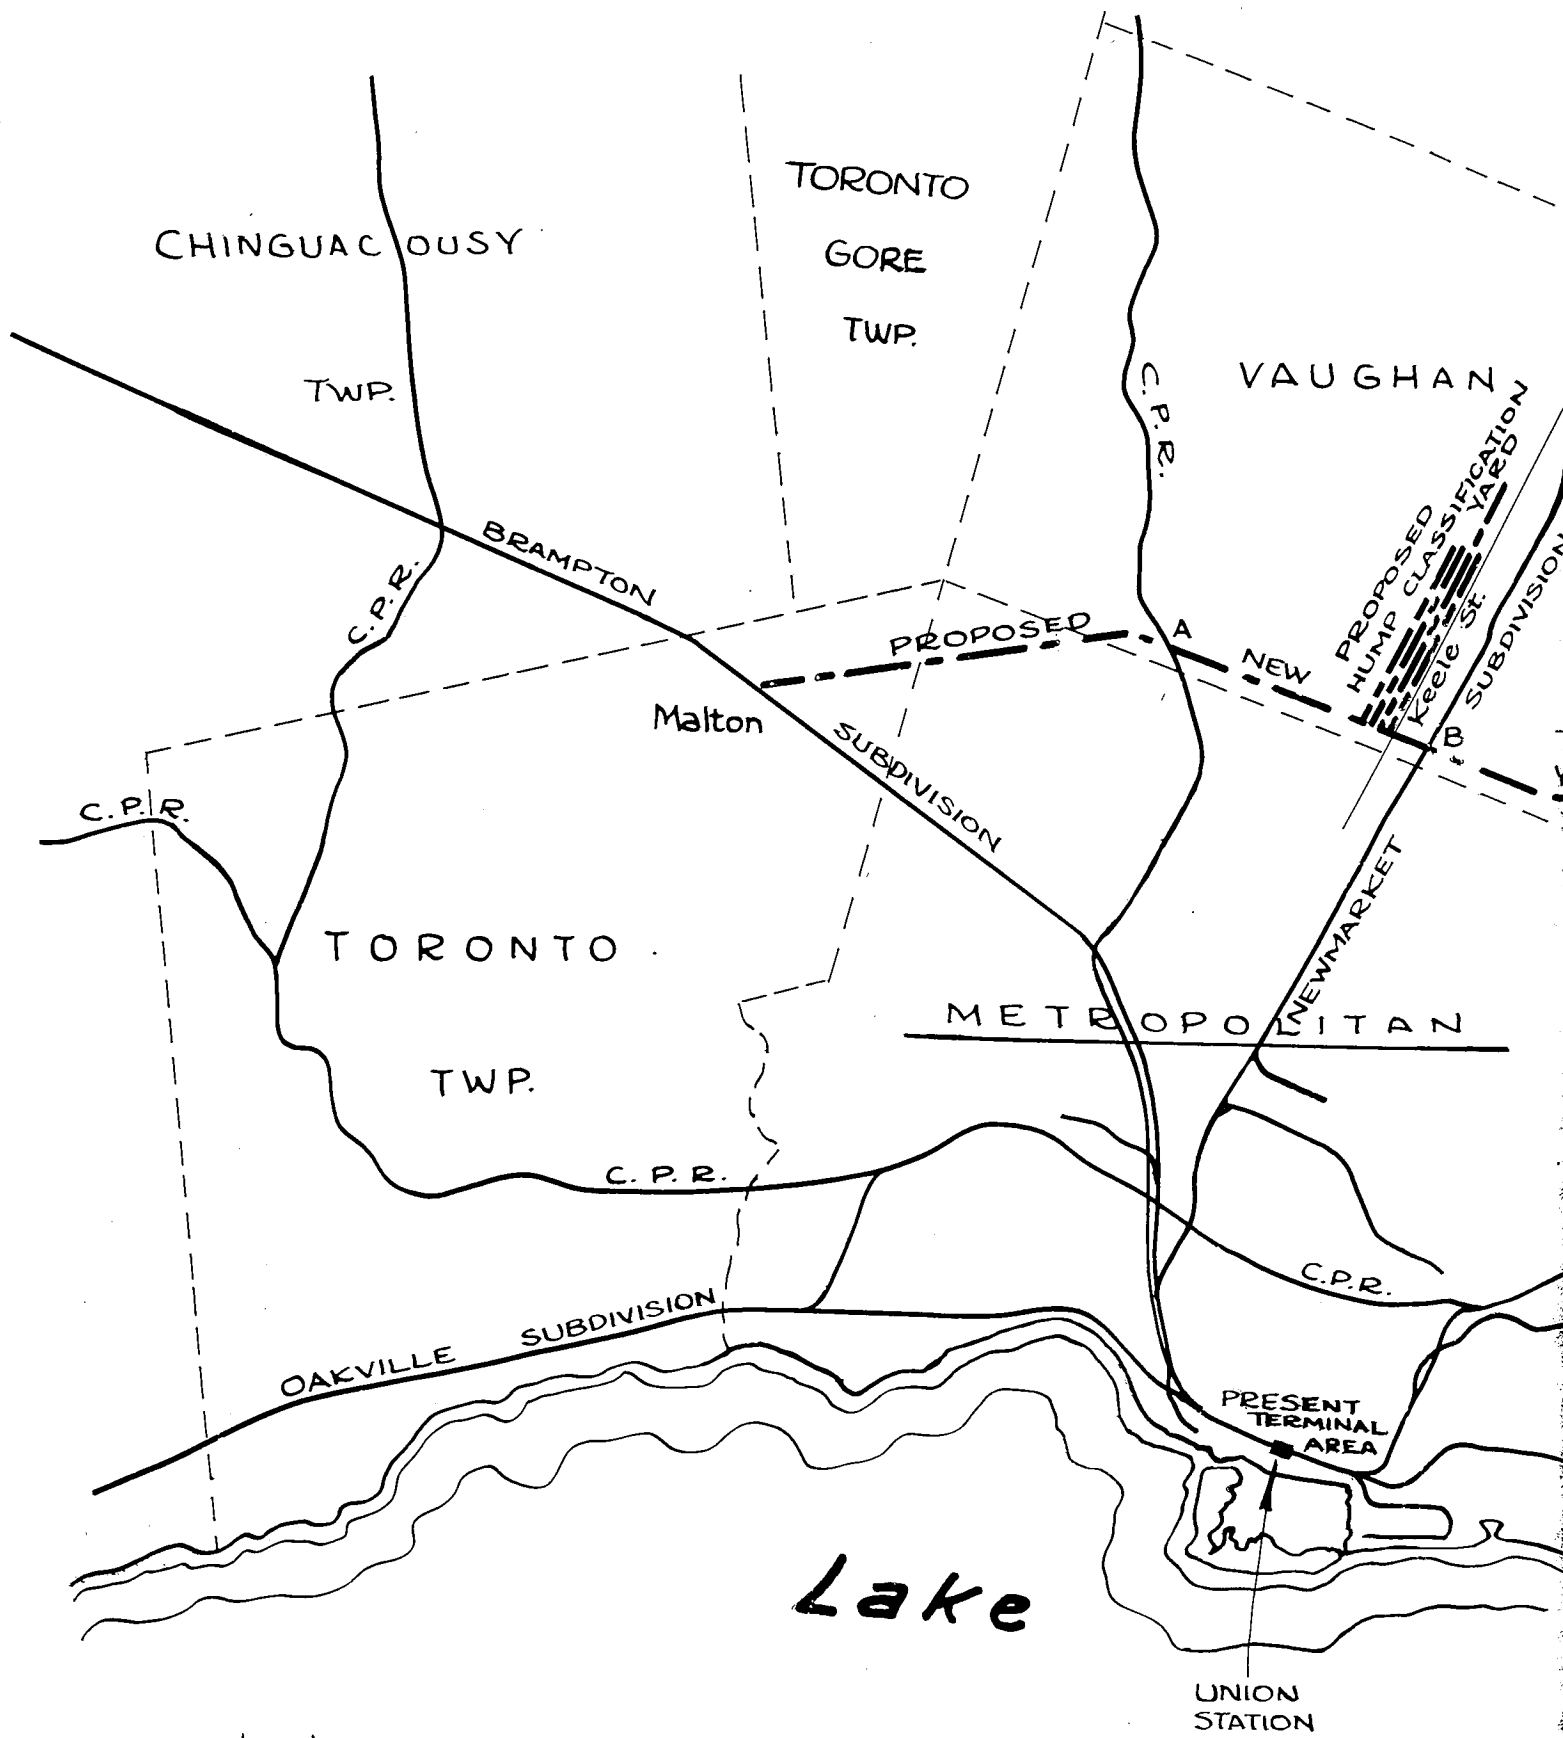 TORONTO
GORE
TWP.
CHINGUACOUSY
TWP.
VAUGHAN
C.P.R.
PROPOSED
HUMP CLASSIFICATION
YARD
Keele St.
BRAMPTON
SUBDIVISION
C.P.R.
PROPOSED
NEW
A
B
Malton
NEWMARKET
SUBDIVISION
C.P.R.
TORONTO
TWP.
METROPOLITAN
C.P.R.
C.P.R.
OAKVILLE SUBDIVISION
PRESENT
TERMINAL
AREA
Lake
UNION
STATION